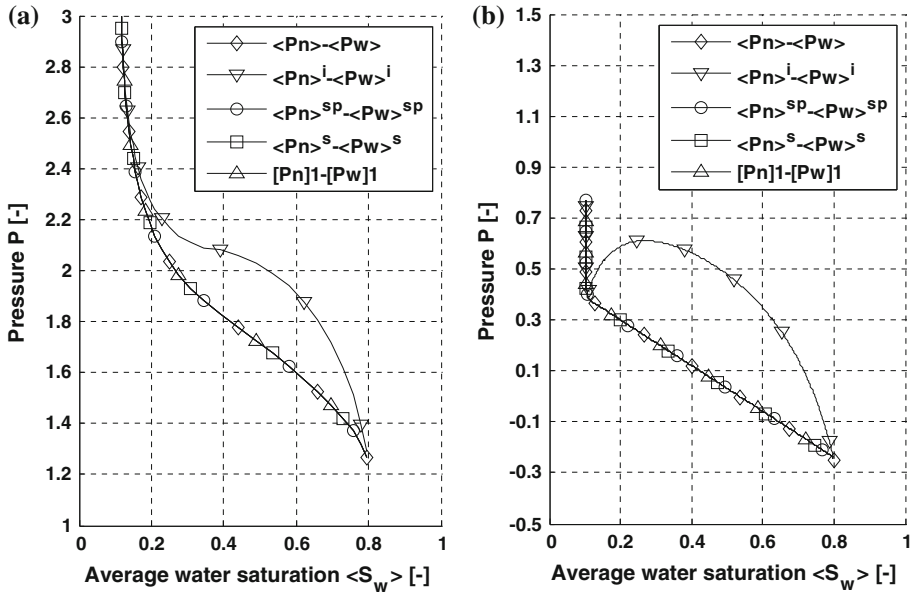 (a)
3
2.8
2.6
2.4
2.2
2
1.8
1.6
1.4
1.2
1
0 0.2 0.4 0.6 0.8 1
Pressure P [-]
Average water saturation <S_w> [-]
<Pn>-<Pw>
<Pn>^i-<Pw>^i
<Pn>^sp-<Pw>^sp
<Pn>^s-<Pw>^s
[Pn]1-[Pw]1
(b)
1.5
1.3
1.1
0.9
0.7
0.5
0.3
0.1
-0.1
-0.3
-0.5
0 0.2 0.4 0.6 0.8 1
Pressure P [-]
Average water saturation <S_w> [-]
<Pn>-<Pw>
<Pn>^i-<Pw>^i
<Pn>^sp-<Pw>^sp
<Pn>^s-<Pw>^s
[Pn]1-[Pw]1